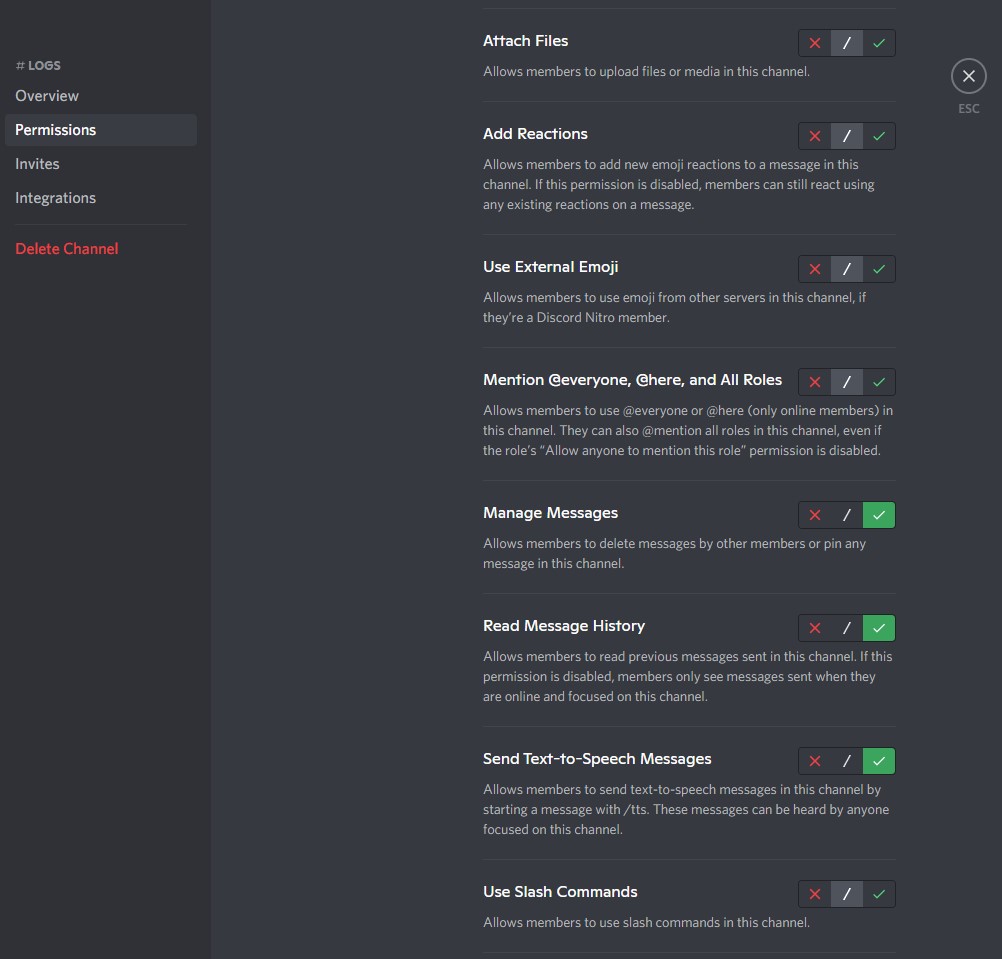 # LOGS
Overview
Permissions
Invites
Integrations
Delete Channel
Attach Files
Allows members to upload files or media in this channel.
Add Reactions
Allows members to add new emoji reactions to a message in this
channel. If this permission is disabled, members can still react using
any existing reactions on a message.
Use External Emoji
Allows members to use emoji from other servers in this channel, if
they’re a Discord Nitro member.
Mention @everyone, @here, and All Roles
Allows members to use @everyone or @here (only online members) in
this channel. They can also @mention all roles in this channel, even if
the role’s “Allow anyone to mention this role” permission is disabled.
Manage Messages
Allows members to delete messages by other members or pin any
message in this channel.
Read Message History
Allows members to read previous messages sent in this channel. If this
permission is disabled, members only see messages sent when they
are online and focused on this channel.
Send Text-to-Speech Messages
Allows members to send text-to-speech messages in this channel by
starting a message with /tts. These messages can be heard by anyone
focused on this channel.
Use Slash Commands
Allows members to use slash commands in this channel.
ESC